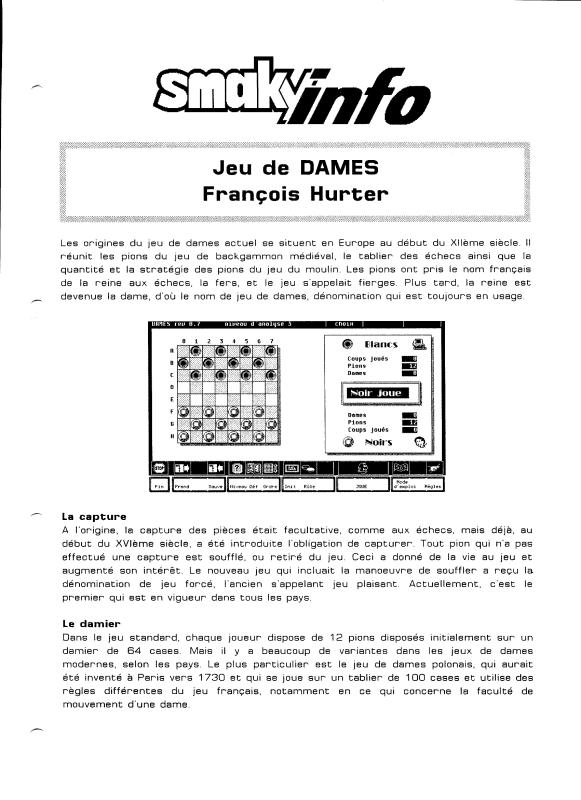 smaky info
Jeu de DAMES
François Hurter
Les origines du jeu de dames actuel se situent en Europe au début du XIIème siècle. Il
réunit les pions du jeu de backgammon médiéval, le tablier des échecs ainsi que la
quantité et la stratégie des pions du jeu du moulin. Les pions ont pris le nom français
de la reine aux échecs, la fers, et le jeu s'appelait fierges. Plus tard, la reine est
devenue la dame, d'où le nom de jeu de dames, dénomination qui est toujours en usage.
DAMES rev 0.7 niveau d'analyse 3 Choix
0 1 2 3 4 5 6 7
A
B
C
D
E
F
G
H
Blancs
Coups joués 0
Pions 12
Dames 0
Noir joue
Dames 0
Pions 12
Coups joués 0
Noirs
STOP
Fin Prend Sauve Niveau Déf Ordre Init Rôle JOUE Mode d'emploi Règles
La capture
A l'origine, la capture des pièces était facultative, comme aux échecs, mais déjà, au
début du XVIème siècle, a été introduite l'obligation de capturer. Tout pion qui n'a pas
effectué une capture est soufflé, ou retiré du jeu. Ceci a donné de la vie au jeu et
augmenté son intérêt. Le nouveau jeu qui incluait la manoeuvre de souffler a reçu la
dénomination de jeu forcé, l'ancien s'appelant jeu plaisant. Actuellement, c'est le
premier qui est en vigueur dans tous les pays.
Le damier
Dans le jeu standard, chaque joueur dispose de 12 pions disposés initialement sur un
damier de 64 cases. Mais il y a beaucoup de variantes dans les jeux de dames
modernes, selon les pays. Le plus particulier est le jeu de dames polonais, qui aurait
été inventé à Paris vers 1730 et qui se joue sur un tablier de 100 cases et utilise des
règles différentes du jeu français, notamment en ce qui concerne la faculté de
mouvement d'une dame.